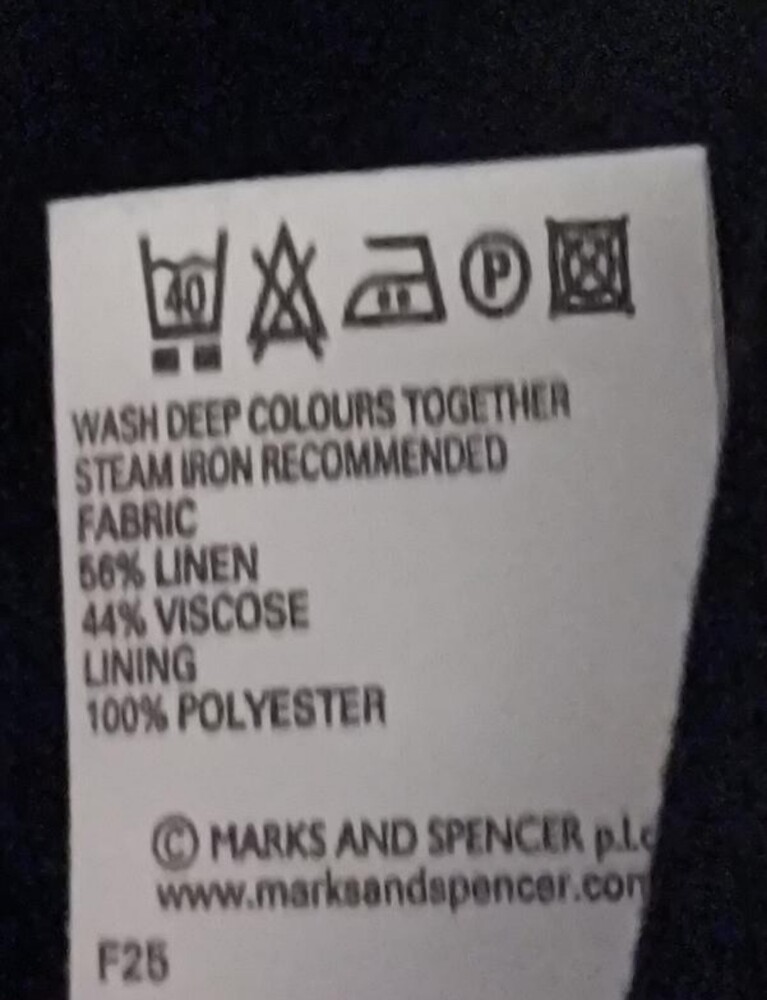 40
P
WASH DEEP COLOURS TOGETHER
STEAM IRON RECOMMENDED
FABRIC
56% LINEN
44% VISCOSE
LINING
100% POLYESTER
© MARKS AND SPENCER p.l.c
www.marksandspencer.com
F25